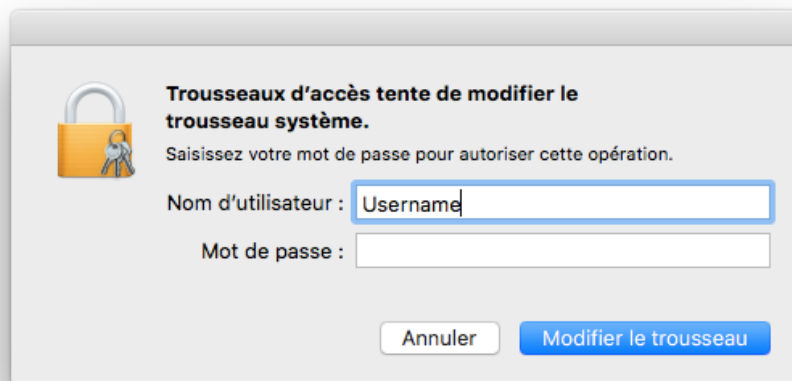 Trousseaux d'accès tente de modifier le
trousseau système.
Saisissez votre mot de passe pour autoriser cette opération.
Nom d'utilisateur : Username
Mot de passe :
Annuler Modifier le trousseau